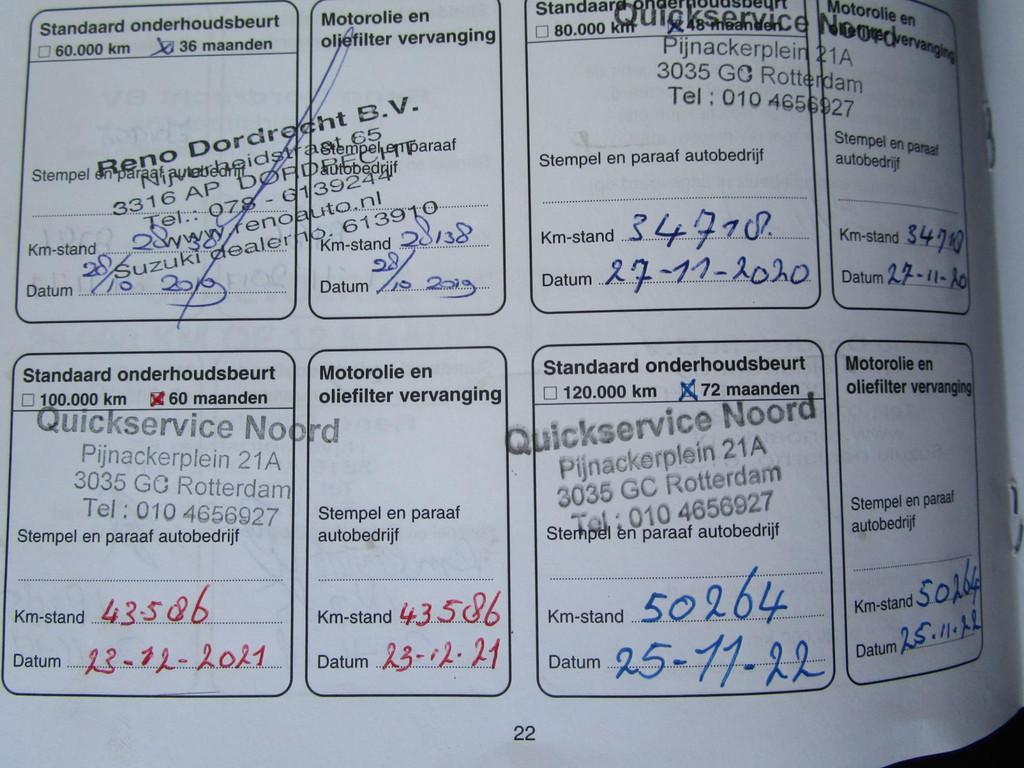 Standaard onderhoudsbeurt
☐ 60.000 km ☒ 36 maanden
Reno Dordrecht B.V.
Nijverheidstraat 65
3316 AP DORDRECHT
Tel.: 078 - 6139244
www.renoauto.nl
Suzuki dealer no. 613910
Stempel en paraaf autobedrijf
Km-stand 28138
Datum 28/10 2019
Motorolie en
oliefilter vervanging
Stempel en paraaf
autobedrijf
Km-stand 28138
Datum 28/10 2019
Standaard onderhoudsbeurt
☐ 80.000 km ☒ 48 maanden
Quickservice Noord
Pijnackerplein 21A
3035 GC Rotterdam
Tel : 010 4656927
Stempel en paraaf autobedrijf
Km-stand 34718
Datum 27-11-2020
Motorolie en
oliefilter vervanging
Stempel en paraaf
autobedrijf
Km-stand 34718
Datum 27-11-20
Standaard onderhoudsbeurt
☐ 100.000 km ☒ 60 maanden
Quickservice Noord
Pijnackerplein 21A
3035 GC Rotterdam
Tel : 010 4656927
Stempel en paraaf autobedrijf
Km-stand 43586
Datum 23-12-2021
Motorolie en
oliefilter vervanging
Stempel en paraaf
autobedrijf
Km-stand 43586
Datum 23-12-21
Standaard onderhoudsbeurt
☐ 120.000 km ☒ 72 maanden
Quickservice Noord
Pijnackerplein 21A
3035 GC Rotterdam
Tel : 010 4656927
Stempel en paraaf autobedrijf
Km-stand 50264
Datum 25-11-22
Motorolie en
oliefilter vervanging
Stempel en paraaf
autobedrijf
Km-stand 50264
Datum 25.11.22
22